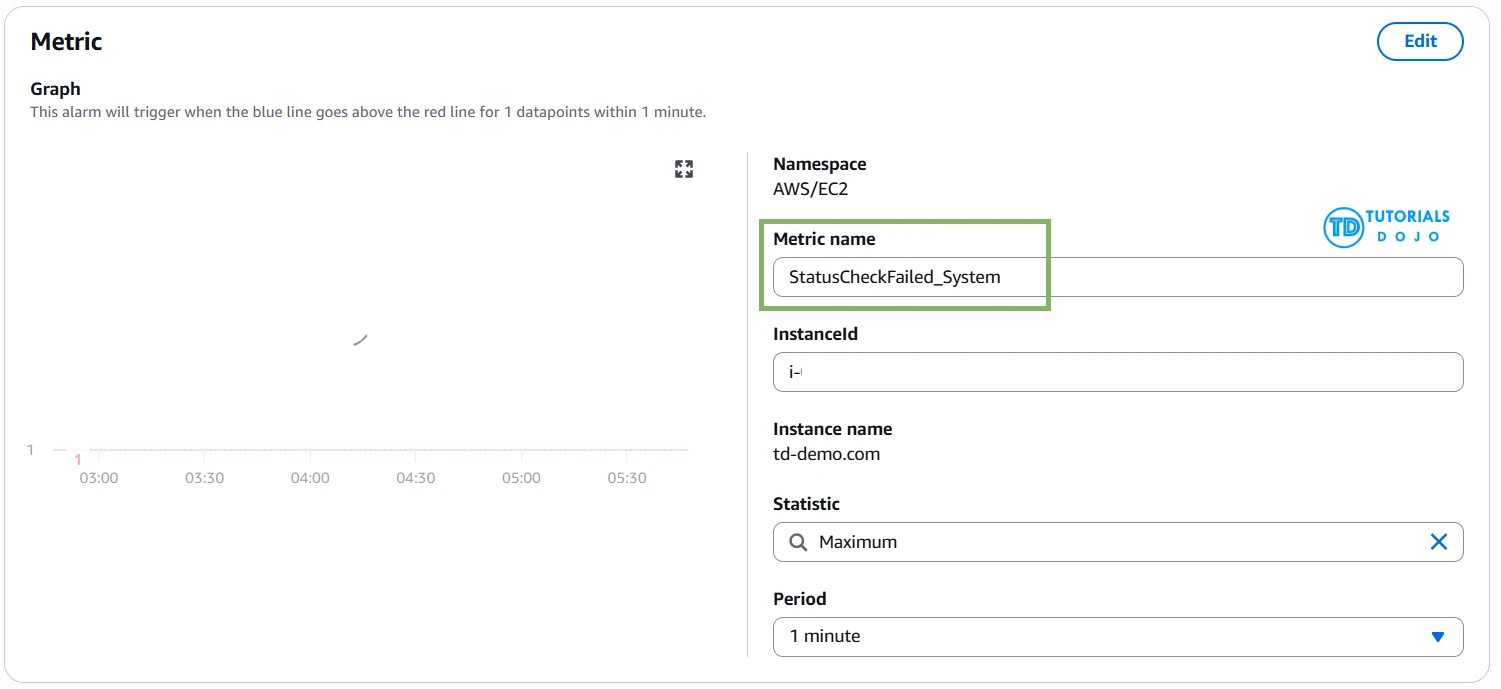 Metric
Edit
Graph
This alarm will trigger when the blue line goes above the red line for 1 datapoints within 1 minute.
Namespace
AWS/EC2
TD TUTORIALS
DOJO
Metric name
StatusCheckFailed_System
InstanceId
i-
Instance name
td-demo.com
Statistic
Maximum
Period
1 minute
1
1
03:00 03:30 04:00 04:30 05:00 05:30